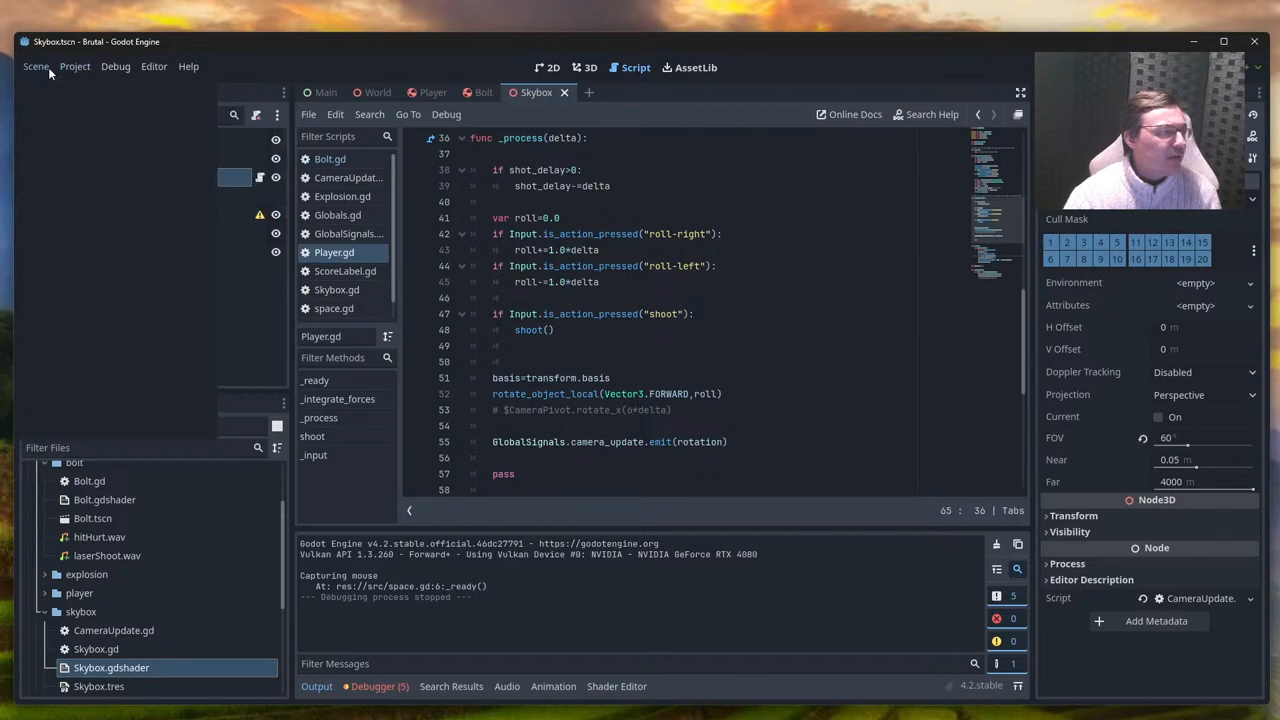 Skybox.tscn - Brutal - Godot Engine
Scene Project Debug Editor Help
2D 3D Script AssetLib
Main World Player Bolt Skybox
File Edit Search Go To Debug
Online Docs Search Help
Filter Scripts
Bolt.gd
CameraUpdat...
Explosion.gd
Globals.gd
GlobalSignals....
Player.gd
ScoreLabel.gd
Skybox.gd
space.gd
Player.gd
Filter Methods
_ready
_integrate_forces
_process
shoot
_input
36 func _process(delta):
37
38 if shot_delay>0:
39 shot_delay-=delta
40
41 var roll=0.0
42 if Input.is_action_pressed("roll-right"):
43 roll+=1.0*delta
44 if Input.is_action_pressed("roll-left"):
45 roll-=1.0*delta
46
47 if Input.is_action_pressed("shoot"):
48 shoot()
49
50
51 basis=transform.basis
52 rotate_object_local(Vector3.FORWARD,roll)
53 # $CameraPivot.rotate_x(6*delta)
54
55 GlobalSignals.camera_update.emit(rotation)
56
57 pass
58
65 : 36 | Tabs
Filter Files
bolt
Bolt.gd
Bolt.gdshader
Bolt.tscn
hitHurt.wav
laserShoot.wav
explosion
player
skybox
CameraUpdate.gd
Skybox.gd
Skybox.gdshader
Skybox.tres
Godot Engine v4.2.stable.official.46dc27791 - https://godotengine.org
Vulkan API 1.3.260 - Forward+ - Using Vulkan Device #0: NVIDIA - NVIDIA GeForce RTX 4080
Capturing mouse
At: res://src/space.gd:6:_ready()
--- Debugging process stopped ---
5
0
0
1
Filter Messages
Output Debugger (5) Search Results Audio Animation Shader Editor
4.2.stable
Cull Mask
1 2 3 4 5 11 12 13 14 15
6 7 8 9 10 16 17 18 19 20
Environment <empty>
Attributes <empty>
H Offset 0 m
V Offset 0 m
Doppler Tracking Disabled
Projection Perspective
Current On
FOV 60 °
Near 0.05 m
Far 4000 m
Node3D
Transform
Visibility
Node
Process
Editor Description
Script CameraUpdate.
Add Metadata